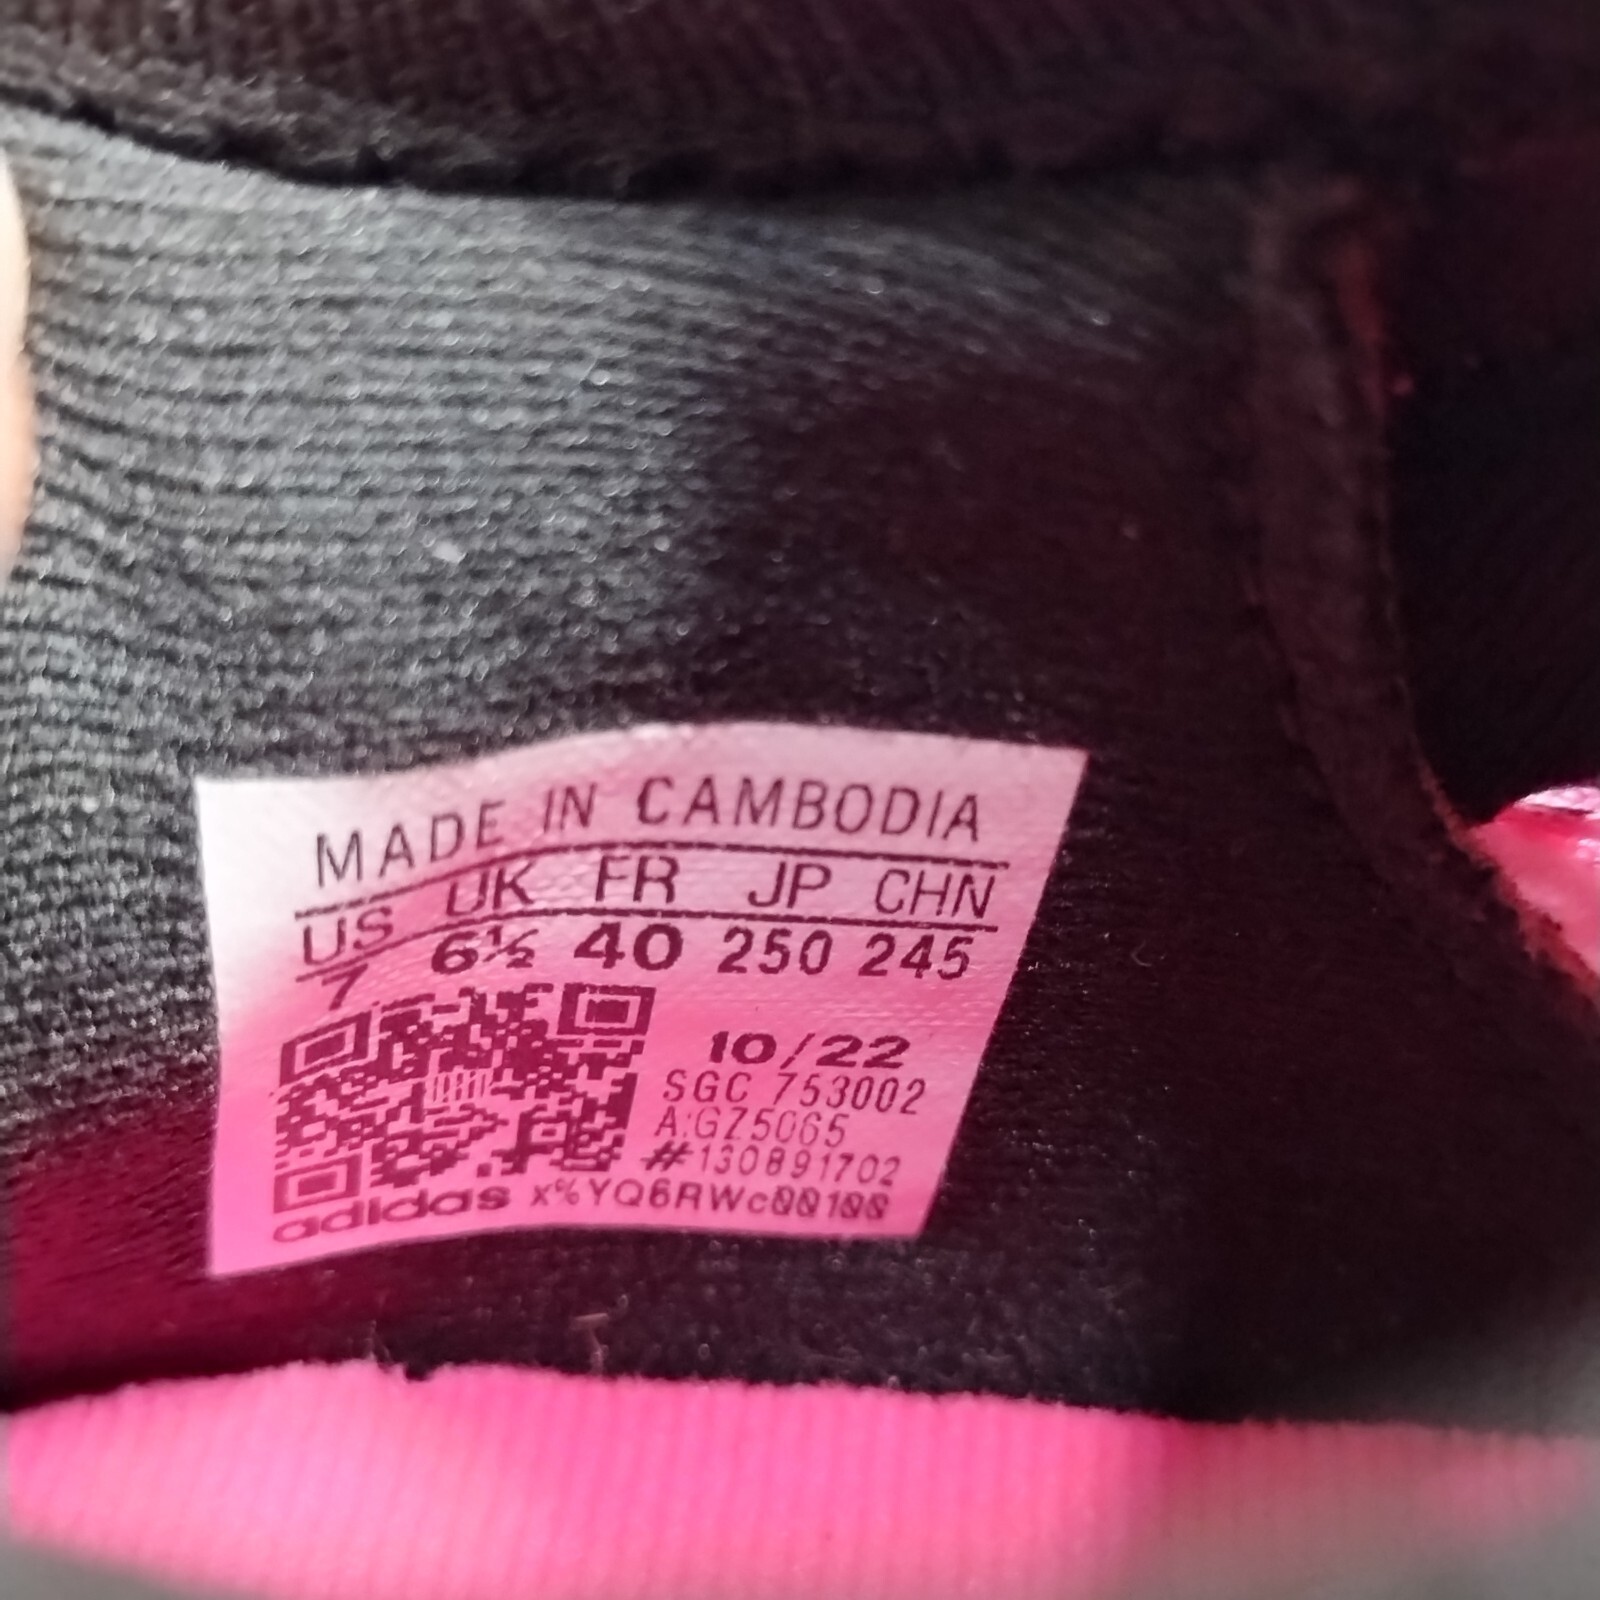 MADE IN CAMBODIA
US UK FR JP CHN
7 6½ 40 250 245
10/22
SGC 753002
A:GZ5065
#130891702
adidas x%YQ6RWc00100